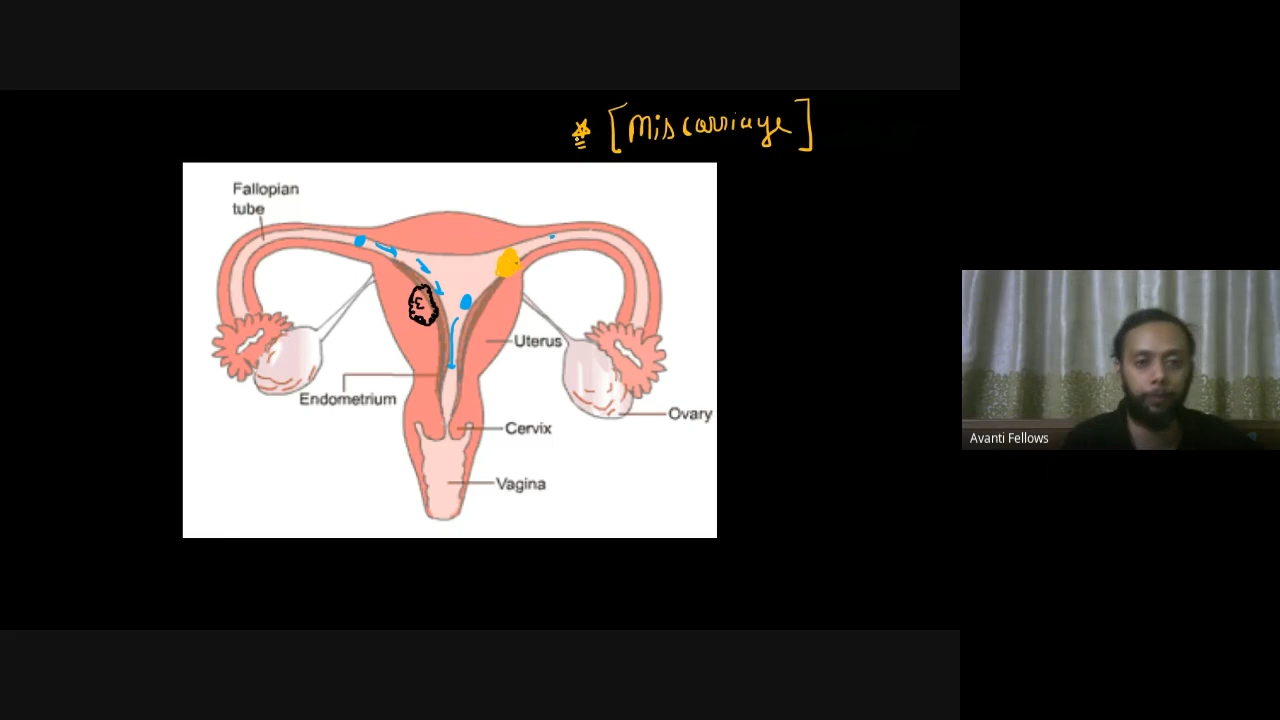 * [Miscarriage]
Fallopian
tube
Uterus
Endometrium
Ovary
Cervix
Vagina
Avanti Fellows